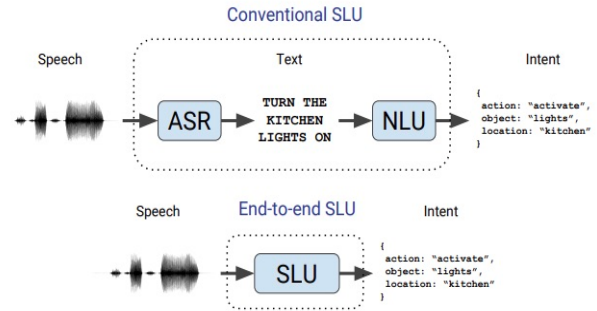 Conventional SLU
Speech
Text
Intent
ASR
TURN THE
KITCHEN
LIGHTS ON
NLU
{
action: "activate",
object: "lights",
location: "kitchen"
}
Speech
End-to-end SLU
Intent
SLU
{
action: "activate",
object: "lights",
location: "kitchen"
}